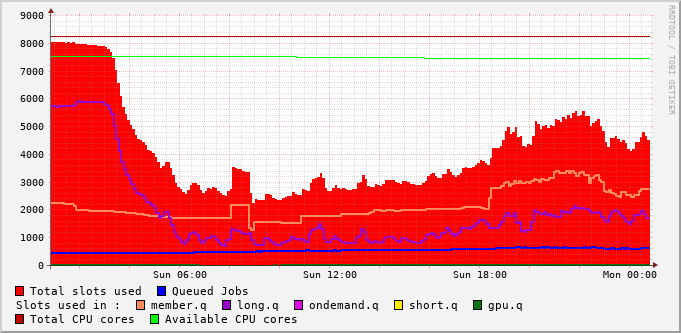 9000
8000
7000
6000
5000
4000
3000
2000
1000
0
Sun 06:00 Sun 12:00 Sun 18:00 Mon 00:00
RRDTOOL / TOBI OETIKER
Total slots used Queued Jobs
Slots used in : member.q long.q ondemand.q short.q gpu.q
Total CPU cores Available CPU cores